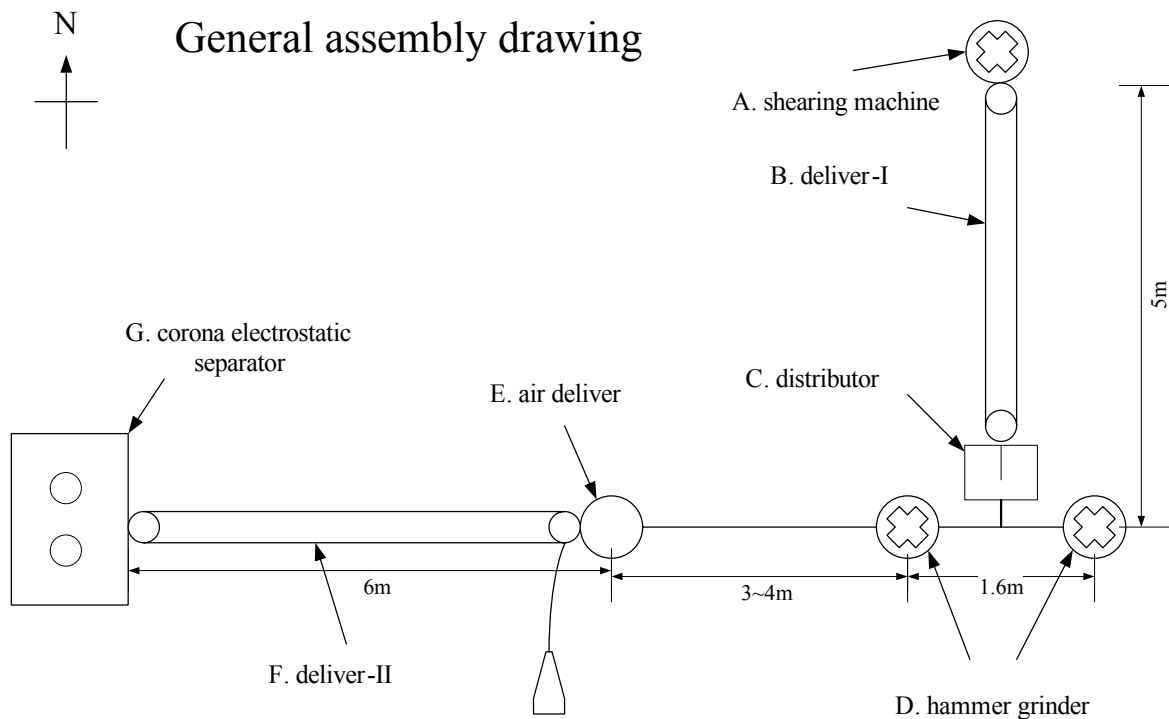 N
General assembly drawing
A. shearing machine
B. deliver-I
5m
G. corona electrostatic
separator
C. distributor
E. air deliver
6m
3~4m
1.6m
F. deliver-II
D. hammer grinder